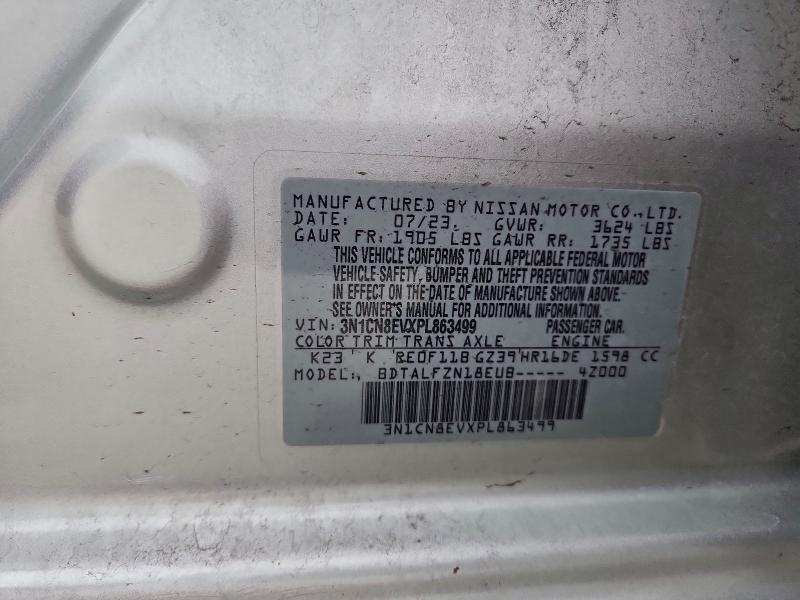 MANUFACTURED BY NISSAN MOTOR CO.,LTD.
DATE: 07/23. GVWR: 3624 LBS
GAWR FR: 1905 LBS GAWR RR: 1735 LBS
THIS VEHICLE CONFORMS TO ALL APPLICABLE FEDERAL MOTOR
VEHICLE SAFETY, BUMPER AND THEFT PREVENTION STANDARDS
IN EFFECT ON THE DATE OF MANUFACTURE SHOWN ABOVE.
SEE OWNER'S MANUAL FOR ADDITIONAL INFORMATION.
VIN: 3N1CN8EVXPL863499 PASSENGER CAR.
COLOR TRIM TRANS AXLE ENGINE
K23 K RE0F11B GZ39 HR16DE 1598 CC
MODEL: BDTALFZN18EUB----- 4Z000
3N1CN8EVXPL863499